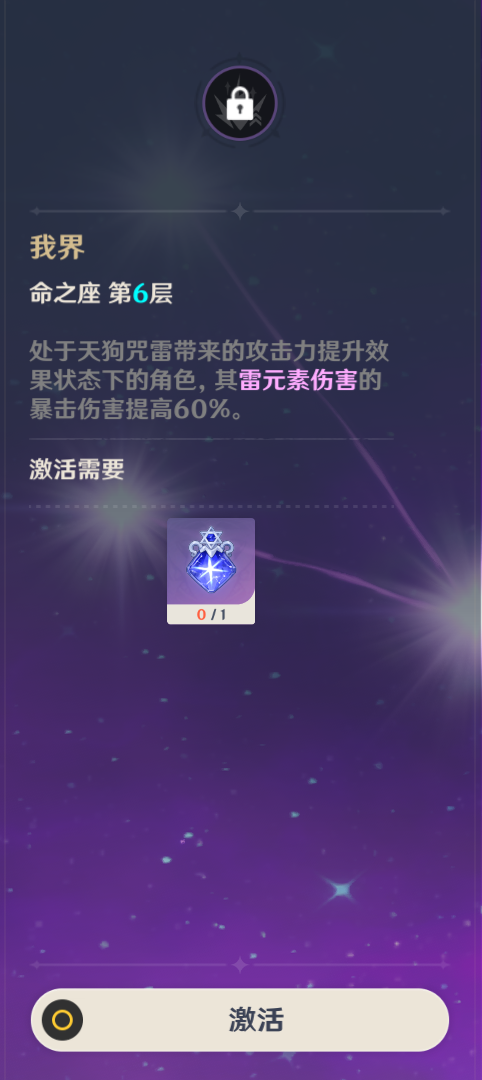 我界
命之座 第6层
处于天狗咒雷带来的攻击力提升效
果状态下的角色, 其雷元素伤害的
暴击伤害提高60%。
激活需要
0/1
激活